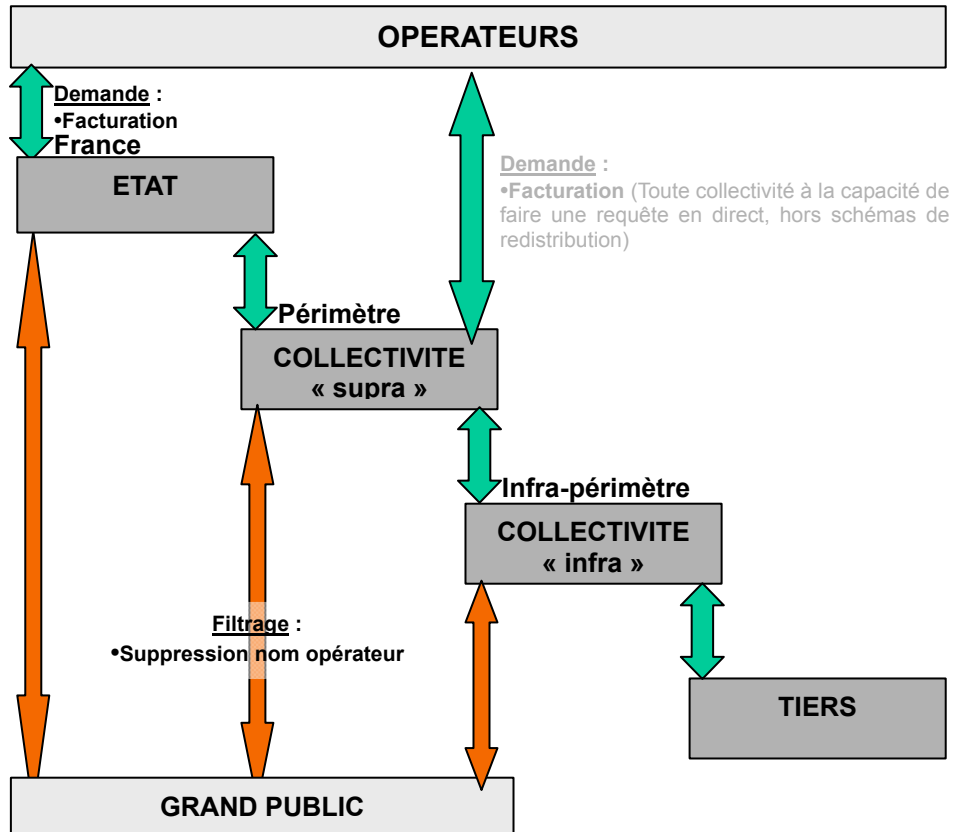 OPERATEURS
Demande :
•Facturation
France
ETAT
Demande :
•Facturation (Toute collectivité à la capacité de
faire une requête en direct, hors schémas de
redistribution)
Périmètre
COLLECTIVITE
« supra »
Infra-périmètre
COLLECTIVITE
« infra »
Filtrage :
•Suppression nom opérateur
TIERS
GRAND PUBLIC